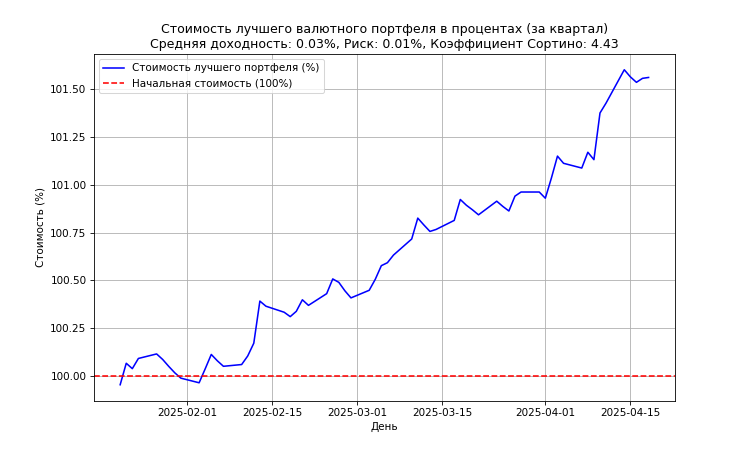 Стоимость лучшего валютного портфеля в процентах (за квартал)
Средняя доходность: 0.03%, Риск: 0.01%, Коэффициент Сортино: 4.43
Стоимость лучшего портфеля (%)
Начальная стоимость (100%)
Стоимость (%)
101.50
101.25
101.00
100.75
100.50
100.25
100.00
2025-02-01
2025-02-15
2025-03-01
2025-03-15
2025-04-01
2025-04-15
День